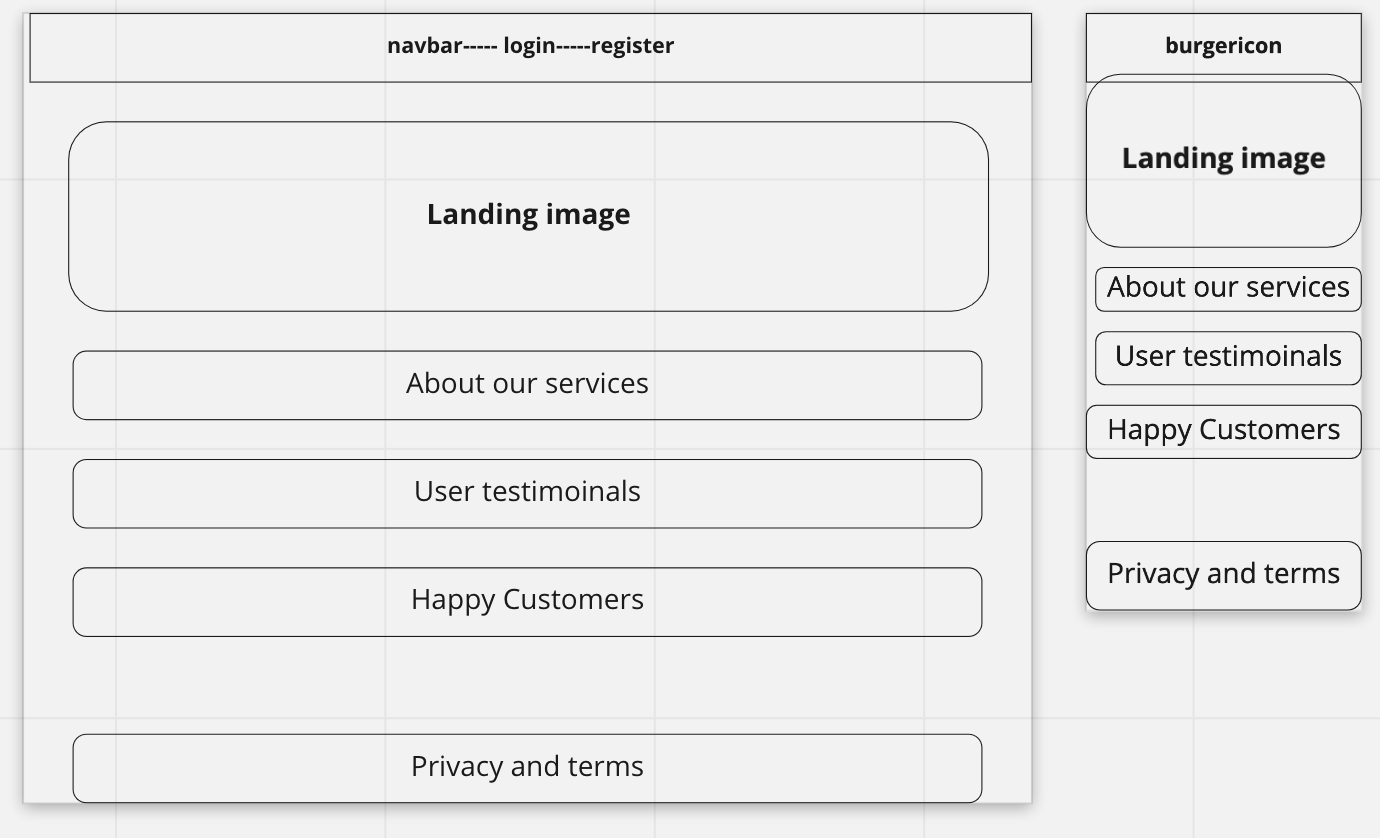 navbar----- login-----register
Landing image
About our services
User testimoinals
Happy Customers
Privacy and terms
burgericon
Landing image
About our services
User testimoinals
Happy Customers
Privacy and terms